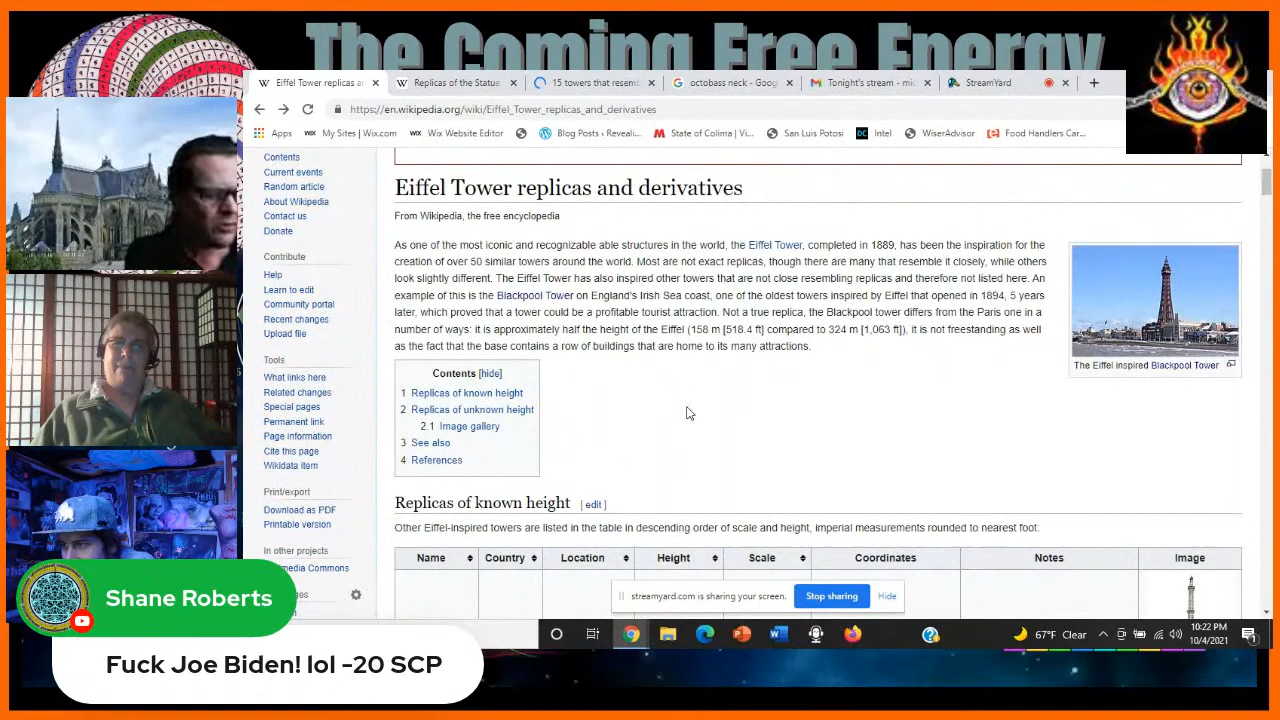 The Coming Free Energy
Eiffel Tower replicas a
Replicas of the Statue
15 towers that resem
octobass neck - Goog
Tonight's stream - mi
StreamYard
https://en.wikipedia.org/wiki/Eiffel_Tower_replicas_and_derivatives
Apps
My Sites | Wix.com
Wix Website Editor
Blog Posts ‹ Reveali...
State of Colima | Vi...
San Luis Potosi
Intel
WiserAdvisor
Food Handlers Car...
Contents
Current events
Random article
About Wikipedia
Contact us
Donate
Contribute
Help
Learn to edit
Community portal
Recent changes
Upload file
Tools
What links here
Related changes
Special pages
Permanent link
Page information
Cite this page
Wikidata item
Print/export
Download as PDF
Printable version
In other projects
media Commons
ges
Eiffel Tower replicas and derivatives
From Wikipedia, the free encyclopedia
As one of the most iconic and recognizable able structures in the world, the Eiffel Tower, completed in 1889, has been the inspiration for the
creation of over 50 similar towers around the world. Most are not exact replicas, though there are many that resemble it closely, while others
look slightly different. The Eiffel Tower has also inspired other towers that are not close resembling replicas and therefore not listed here. An
example of this is the Blackpool Tower on England's Irish Sea coast, one of the oldest towers inspired by Eiffel that opened in 1894, 5 years
later, which proved that a tower could be a profitable tourist attraction. Not a true replica, the Blackpool tower differs from the Paris one in a
number of ways: it is approximately half the height of the Eiffel (158 m [518.4 ft] compared to 324 m [1,063 ft]), it is not freestanding as well
as the fact that the base contains a row of buildings that are home to its many attractions.
The Eiffel inspired Blackpool Tower
Contents [hide]
1 Replicas of known height
2 Replicas of unknown height
2.1 Image gallery
3 See also
4 References
Replicas of known height [ edit ]
Other Eiffel-inspired towers are listed in the table in descending order of scale and height, imperial measurements rounded to nearest foot:
Name Country Location Height Scale Coordinates Notes Image
streamyard.com is sharing your screen. Stop sharing Hide
67°F Clear
10:22 PM
10/4/2021
Shane Roberts
Fuck Joe Biden! lol -20 SCP